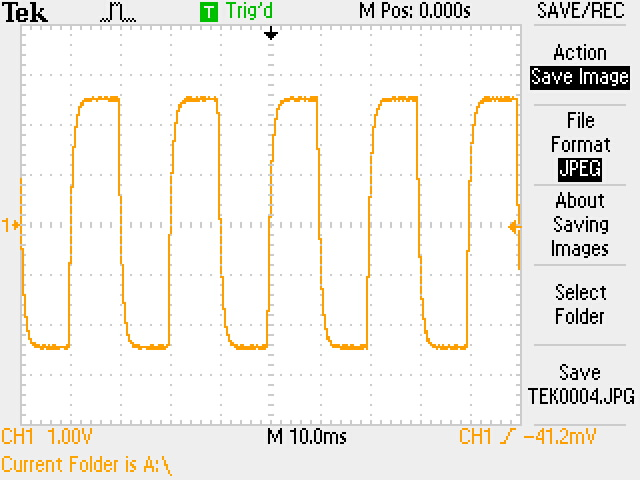 Tek T Trig'd M Pos: 0.000s SAVE/REC
Action
Save Image
File
Format
JPEG
About
Saving
Images
Select
Folder
Save
TEK0004.JPG
1
CH1 1.00V M 10.0ms CH1 -41.2mV
Current Folder is A:\